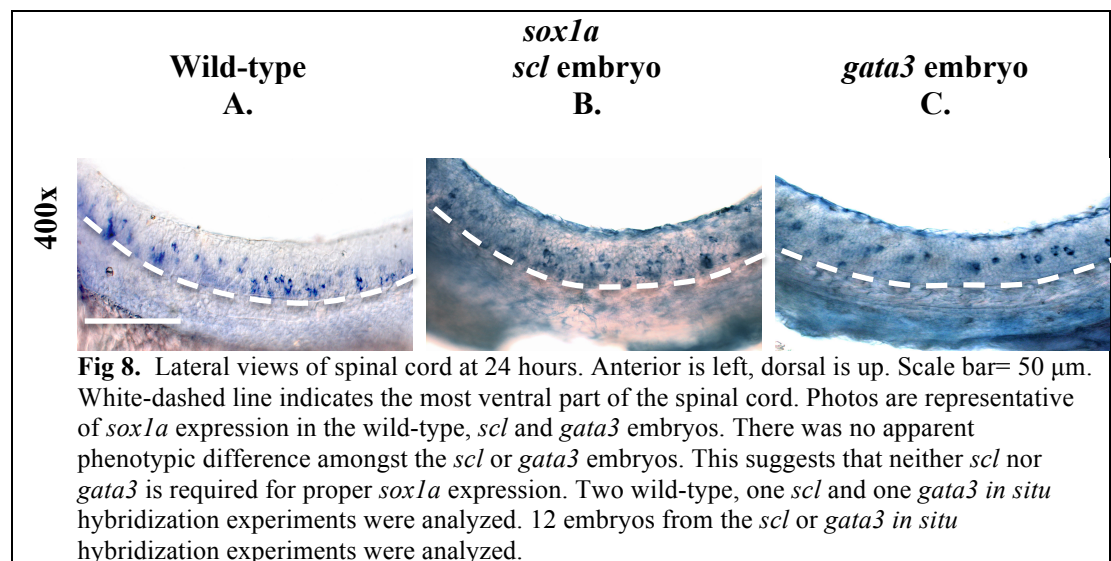 sox1a
Wild-type scl embryo gata3 embryo
A. B. C.
400x
Fig 8. Lateral views of spinal cord at 24 hours. Anterior is left, dorsal is up. Scale bar= 50 μm.
White-dashed line indicates the most ventral part of the spinal cord. Photos are representative
of sox1a expression in the wild-type, scl and gata3 embryos. There was no apparent
phenotypic difference amongst the scl or gata3 embryos. This suggests that neither scl nor
gata3 is required for proper sox1a expression. Two wild-type, one scl and one gata3 in situ
hybridization experiments were analyzed. 12 embryos from the scl or gata3 in situ
hybridization experiments were analyzed.